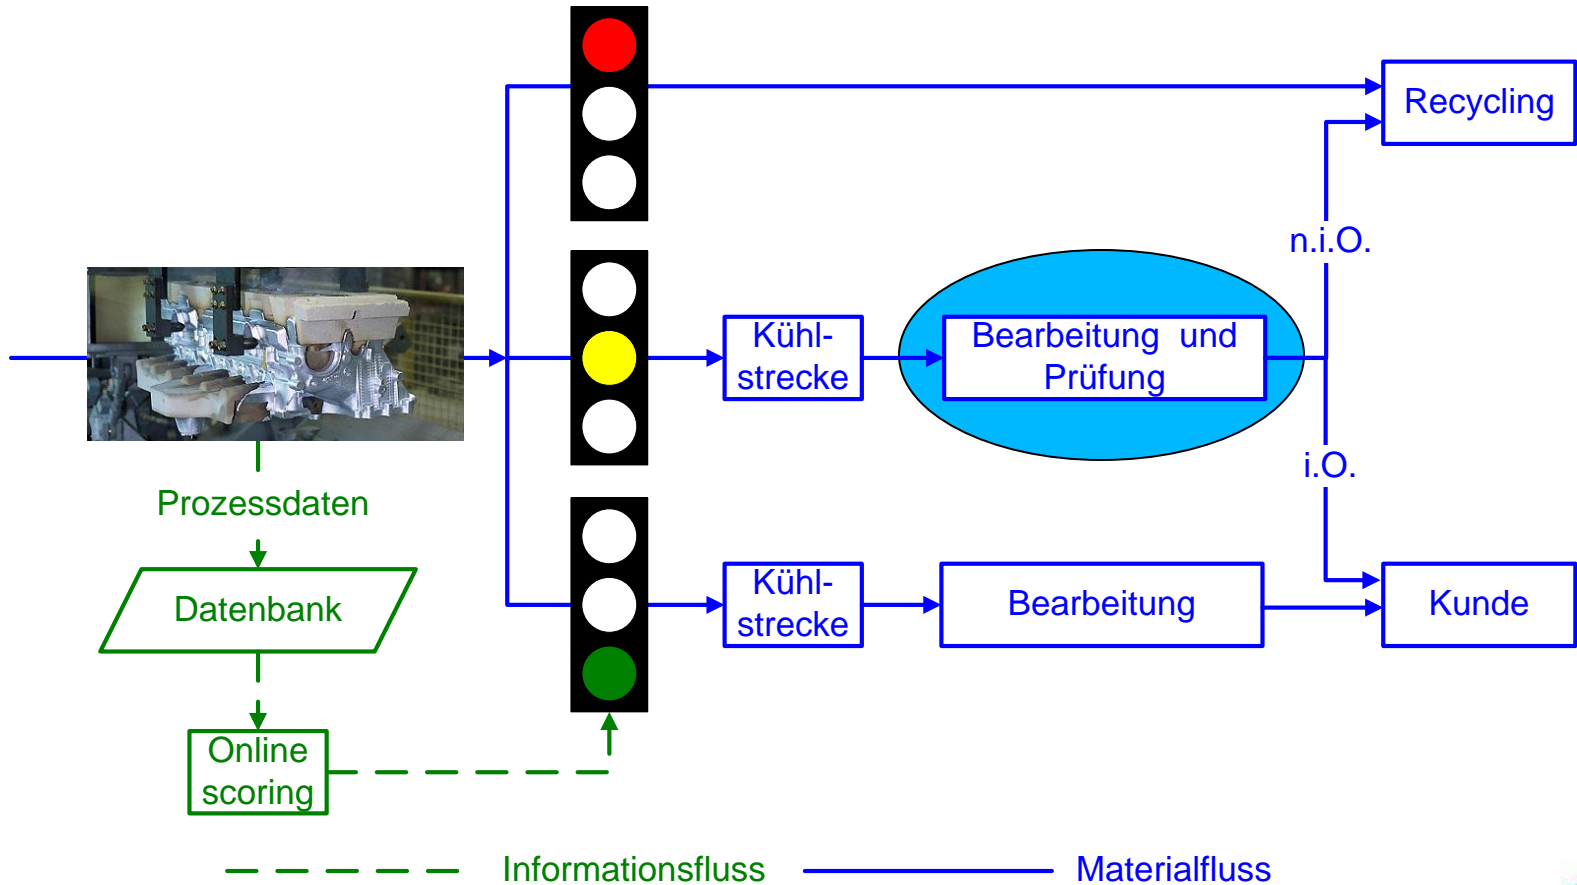 Recycling
n.i.O.
Kühl-
strecke
Bearbeitung und
Prüfung
i.O.
Prozessdaten
Datenbank
Kühl-
strecke
Bearbeitung
Kunde
Online
scoring
Informationsfluss
Materialfluss